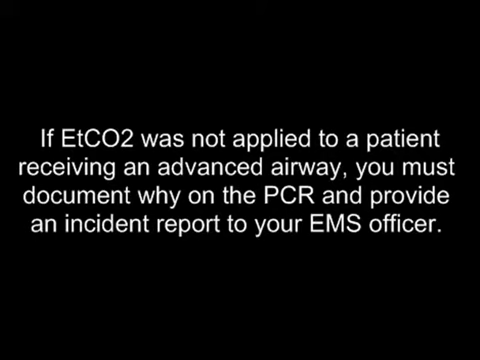 If EtCO2 was not applied to a patient
receiving an advanced airway, you must
document why on the PCR and provide
an incident report to your EMS officer.